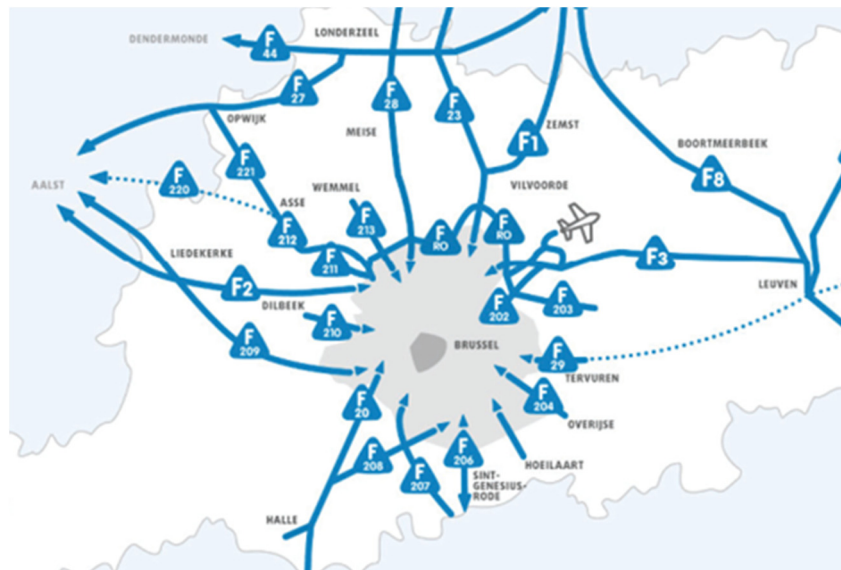 LONDERZEEL
DENDERMONDE
F
44
F
27
F
28
F
23
OPWIJK
MEISE
F1
ZEMST
BOORTMEERBEEK
F8
F
221
AALST
F
220
WEMMEL
VILVOORDE
ASSE
F
212
F
213
F
RO
F
RO
LIEDEKERKE
F
211
F3
F2
LEUVEN
DILBEEK
F
202
F
203
F
210
F
209
BRUSSEL
F
29
TERVUREN
F
20
F
204
OVERIJSE
F
208
F
206
F
207
HOEILAART
SINT-
GENESIUS-
RODE
HALLE